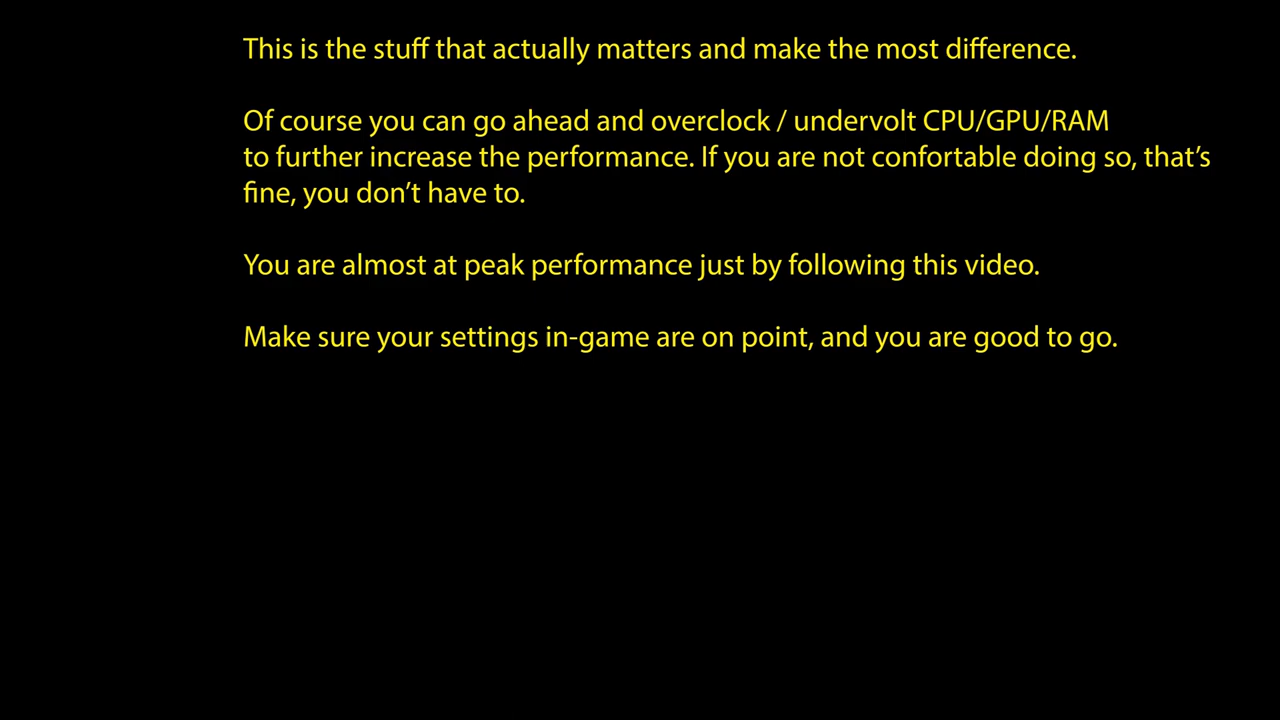 This is the stuff that actually matters and make the most difference.
Of course you can go ahead and overclock / undervolt CPU/GPU/RAM
to further increase the performance. If you are not confortable doing so, that’s
fine, you don’t have to.
You are almost at peak performance just by following this video.
Make sure your settings in-game are on point, and you are good to go.